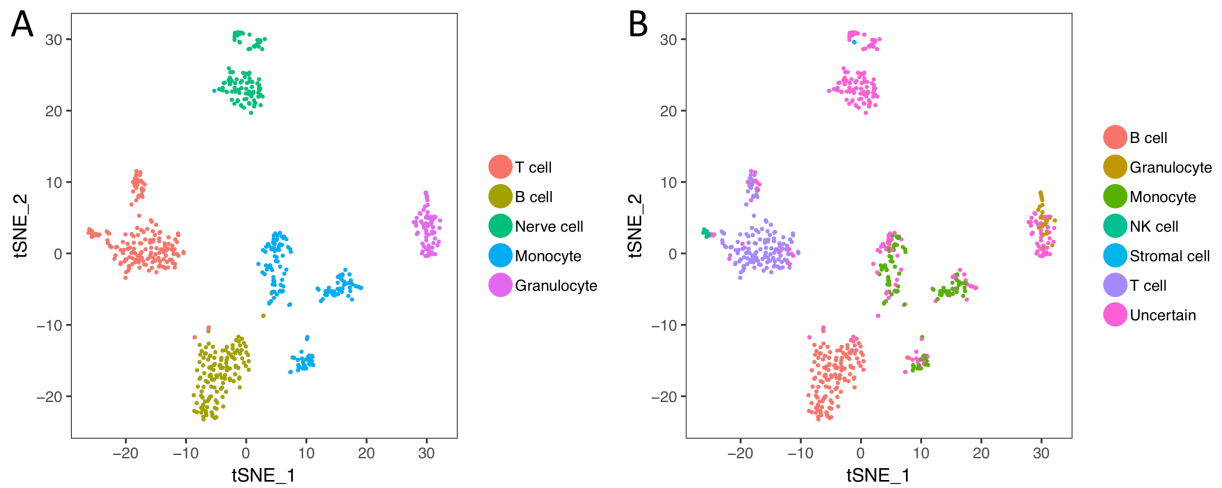 A
tSNE_2
30
20
10
0
−10
−20
−20
−10
0
10
20
30
tSNE_1
T cell
B cell
Nerve cell
Monocyte
Granulocyte
B
tSNE_2
30
20
10
0
−10
−20
−20
−10
0
10
20
30
tSNE_1
B cell
Granulocyte
Monocyte
NK cell
Stromal cell
T cell
Uncertain